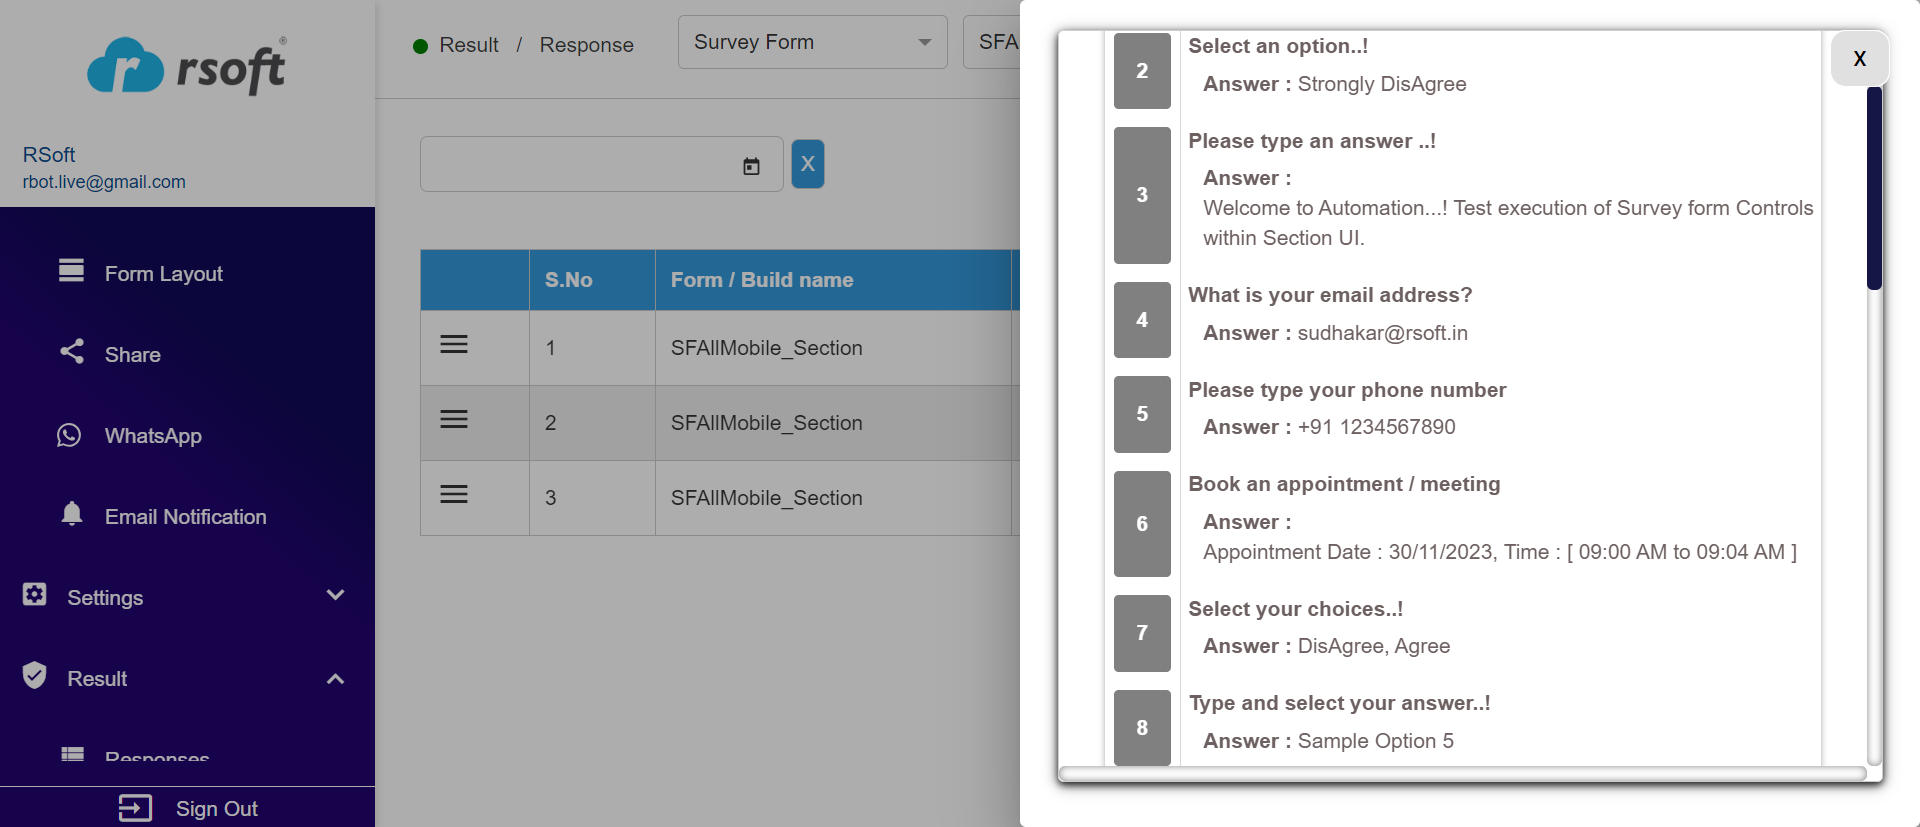 rsoft
RSoft
rbot.live@gmail.com
Form Layout
Share
WhatsApp
Email Notification
Settings
Result
Responses
Sign Out
Result / Response
Survey Form
SFA
X
S.No Form / Build name
1 SFAllMobile_Section
2 SFAllMobile_Section
3 SFAllMobile_Section
X
2 Select an option..!
Answer : Strongly DisAgree
3 Please type an answer ..!
Answer :
Welcome to Automation...! Test execution of Survey form Controls
within Section UI.
4 What is your email address?
Answer : sudhakar@rsoft.in
5 Please type your phone number
Answer : +91 1234567890
6 Book an appointment / meeting
Answer :
Appointment Date : 30/11/2023, Time : [ 09:00 AM to 09:04 AM ]
7 Select your choices..!
Answer : DisAgree, Agree
8 Type and select your answer..!
Answer : Sample Option 5